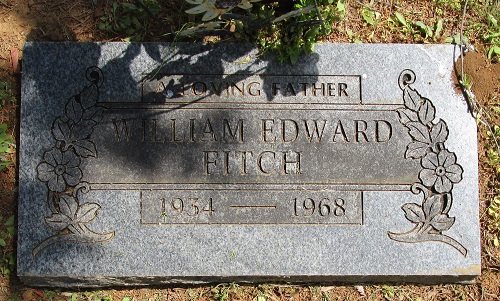 A LOVING FATHER
WILLIAM EDWARD
FITCH
1934 — 1968